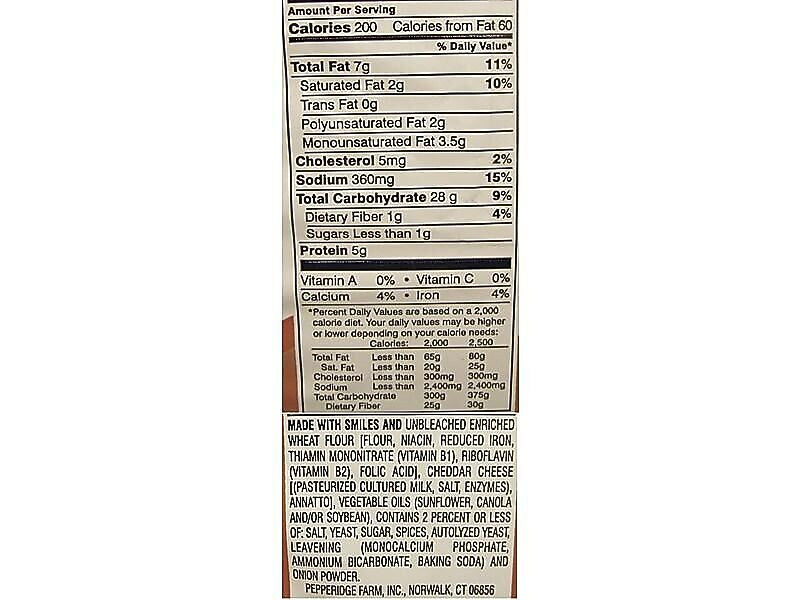 Amount Per Serving
Calories 200 Calories from Fat 60
% Daily Value*
Total Fat 7g 11%
Saturated Fat 2g 10%
Trans Fat 0g
Polyunsaturated Fat 2g
Monounsaturated Fat 3.5g
Cholesterol 5mg 2%
Sodium 360mg 15%
Total Carbohydrate 28 g 9%
Dietary Fiber 1g 4%
Sugars Less than 1g
Protein 5g
Vitamin A 0% • Vitamin C 0%
Calcium 4% • Iron 4%
*Percent Daily Values are based on a 2,000
calorie diet. Your daily values may be higher
or lower depending on your calorie needs:
Calories: 2,000 2,500
Total Fat Less than 65g 80g
Sat. Fat Less than 20g 25g
Cholesterol Less than 300mg 300mg
Sodium Less than 2,400mg 2,400mg
Total Carbohydrate 300g 375g
Dietary Fiber 25g 30g
MADE WITH SMILES AND UNBLEACHED ENRICHED
WHEAT FLOUR [FLOUR, NIACIN, REDUCED IRON,
THIAMIN MONONITRATE (VITAMIN B1), RIBOFLAVIN
(VITAMIN B2), FOLIC ACID], CHEDDAR CHEESE
[(PASTEURIZED CULTURED MILK, SALT, ENZYMES),
ANNATTO], VEGETABLE OILS (SUNFLOWER, CANOLA
AND/OR SOYBEAN), CONTAINS 2 PERCENT OR LESS
OF: SALT, YEAST, SUGAR, SPICES, AUTOLYZED YEAST,
LEAVENING (MONOCALCIUM PHOSPHATE,
AMMONIUM BICARBONATE, BAKING SODA) AND
ONION POWDER.
PEPPERIDGE FARM, INC., NORWALK, CT 06856